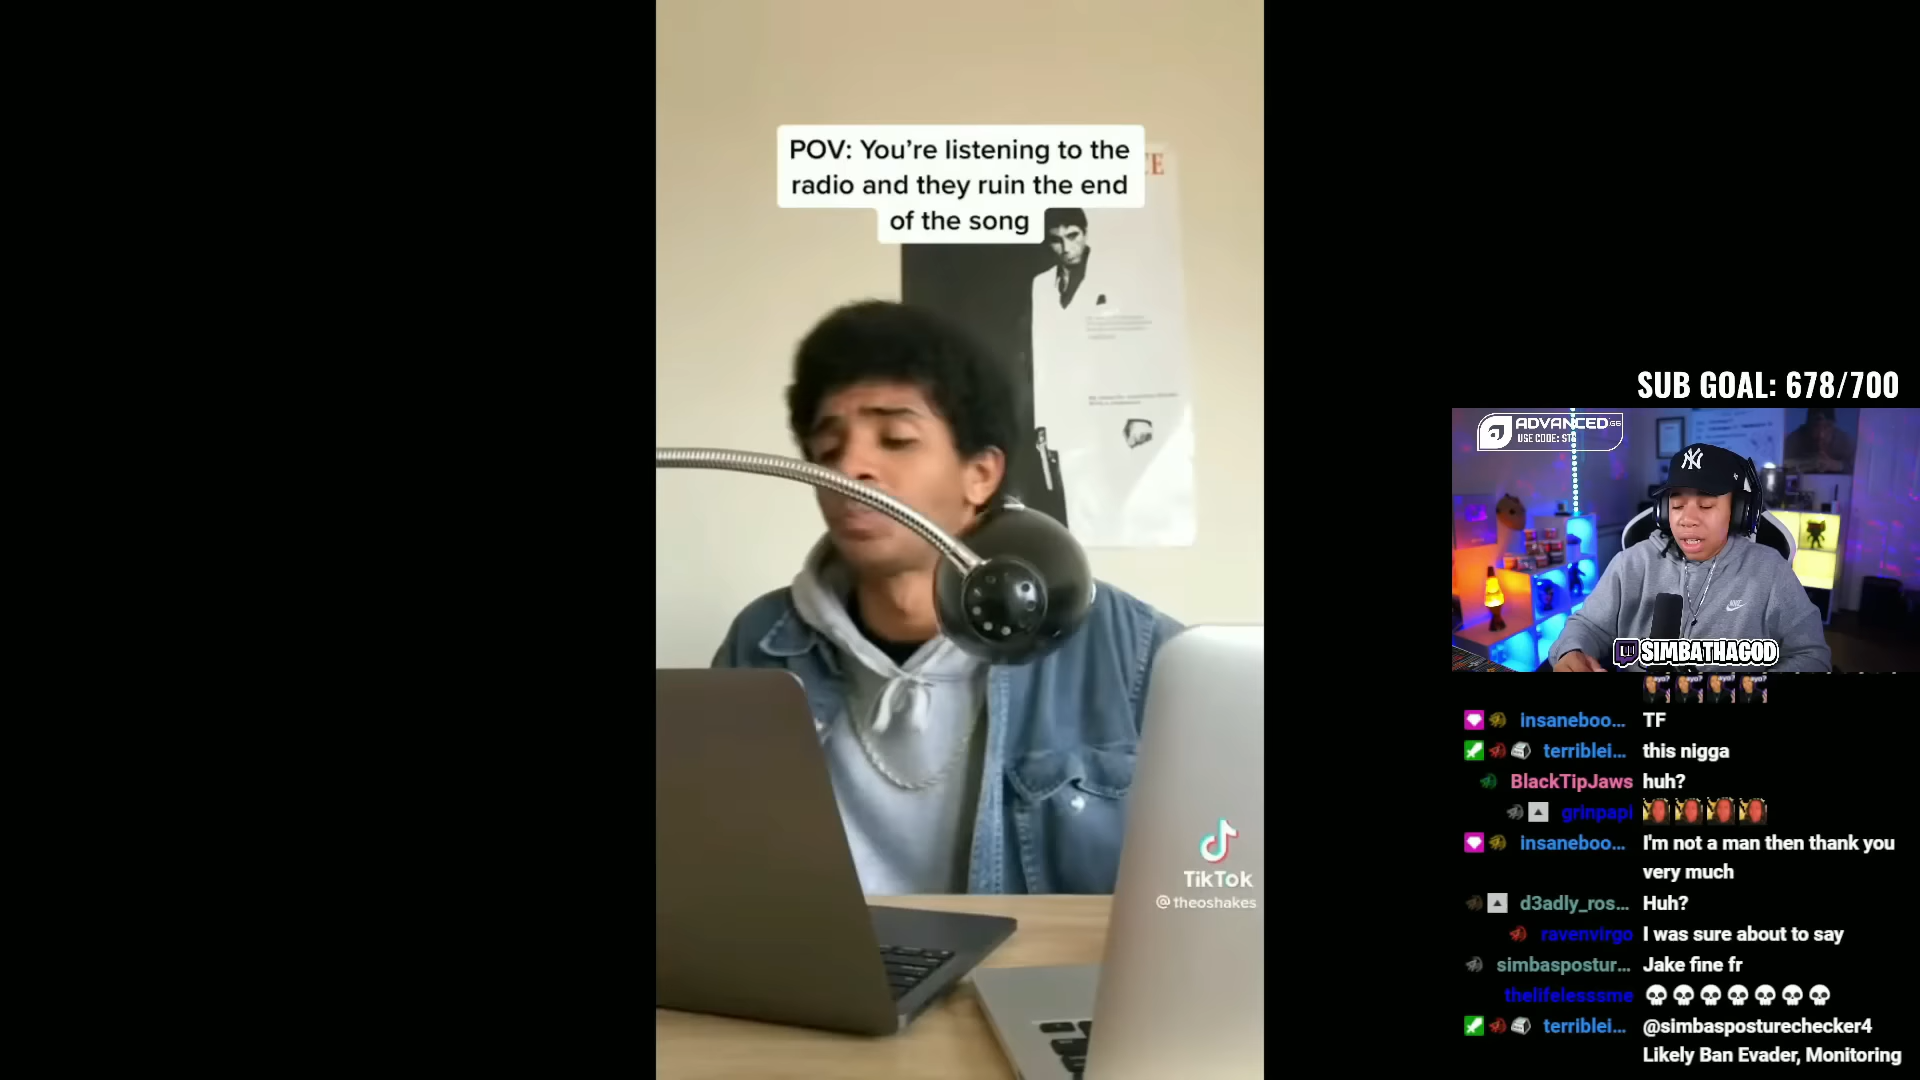 POV: You're listening to the
radio and they ruin the end
of the song
CE
TikTok
@theoshakes
SUB GOAL: 678/700
ADVANCED GG
USE CODE:
NY
SIMBATHAGOD
insaneboo... TF
terriblei... this nigga
BlackTipJaws huh?
grinpapi
insaneboo... I'm not a man then thank you
very much
d3adly_ros... Huh?
ravenvirgo I was sure about to say
simbaspostur... Jake fine fr
thelifelesssme 💀💀💀💀💀💀💀
terriblei... @simbasposturechecker4
Likely Ban Evader, Monitoring